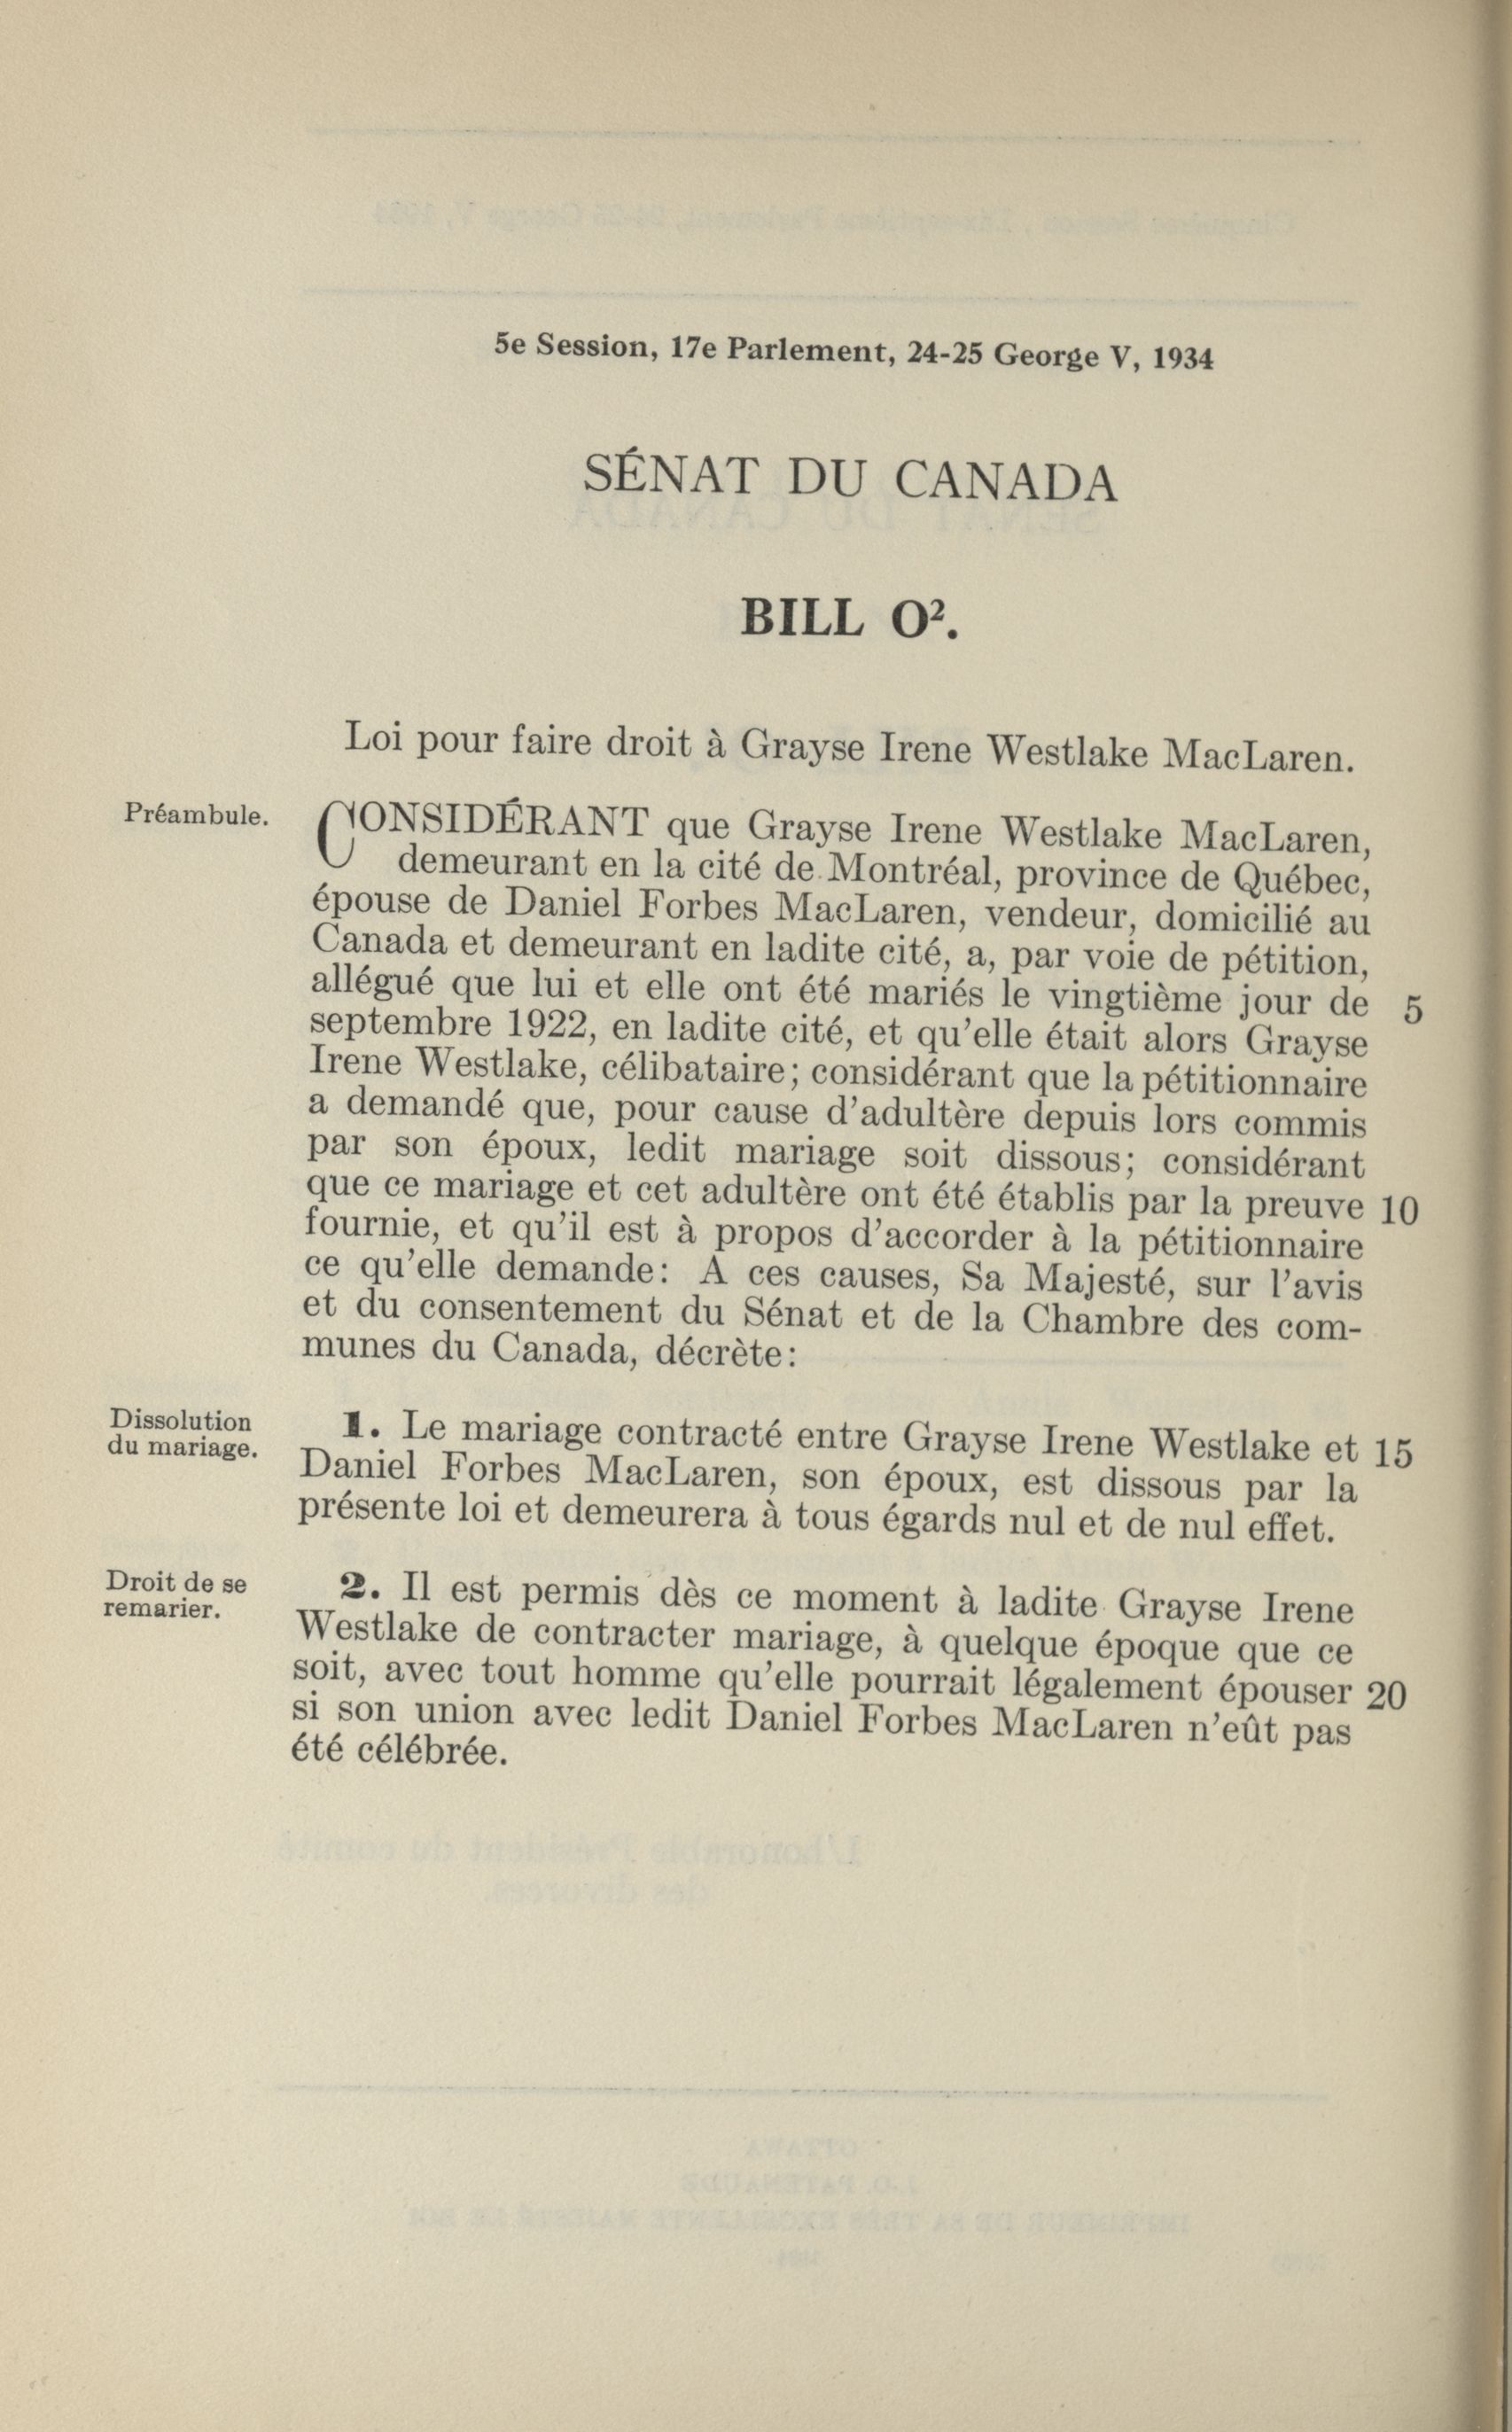 5e Session, 17e Parlement, 24-25 George V, 1934
SÉNAT DU CANADA
BILL O².
Loi pour faire droit à Grayse Irene Westlake MacLaren.
Préambule.
CONSIDÉRANT que Grayse Irene Westlake MacLaren,
demeurant en la cité de Montréal, province de Québec,
épouse de Daniel Forbes MacLaren, vendeur, domicilié au
Canada et demeurant en ladite cité, a, par voie de pétition,
allégué que lui et elle ont été mariés le vingtième jour de 5
septembre 1922, en ladite cité, et qu'elle était alors Grayse
Irene Westlake, célibataire; considérant que la pétitionnaire
a demandé que, pour cause d'adultère depuis lors commis
par son époux, ledit mariage soit dissous; considérant
que ce mariage et cet adultère ont été établis par la preuve 10
fournie, et qu'il est à propos d'accorder à la pétitionnaire
ce qu'elle demande: A ces causes, Sa Majesté, sur l'avis
et du consentement du Sénat et de la Chambre des com-
munes du Canada, décrète:
Dissolution
du mariage.
1. Le mariage contracté entre Grayse Irene Westlake et 15
Daniel Forbes MacLaren, son époux, est dissous par la
présente loi et demeurera à tous égards nul et de nul effet.
Droit de se
remarier.
2. Il est permis dès ce moment à ladite Grayse Irene
Westlake de contracter mariage, à quelque époque que ce
soit, avec tout homme qu'elle pourrait légalement épouser 20
si son union avec ledit Daniel Forbes MacLaren n'eût pas
été célébrée.